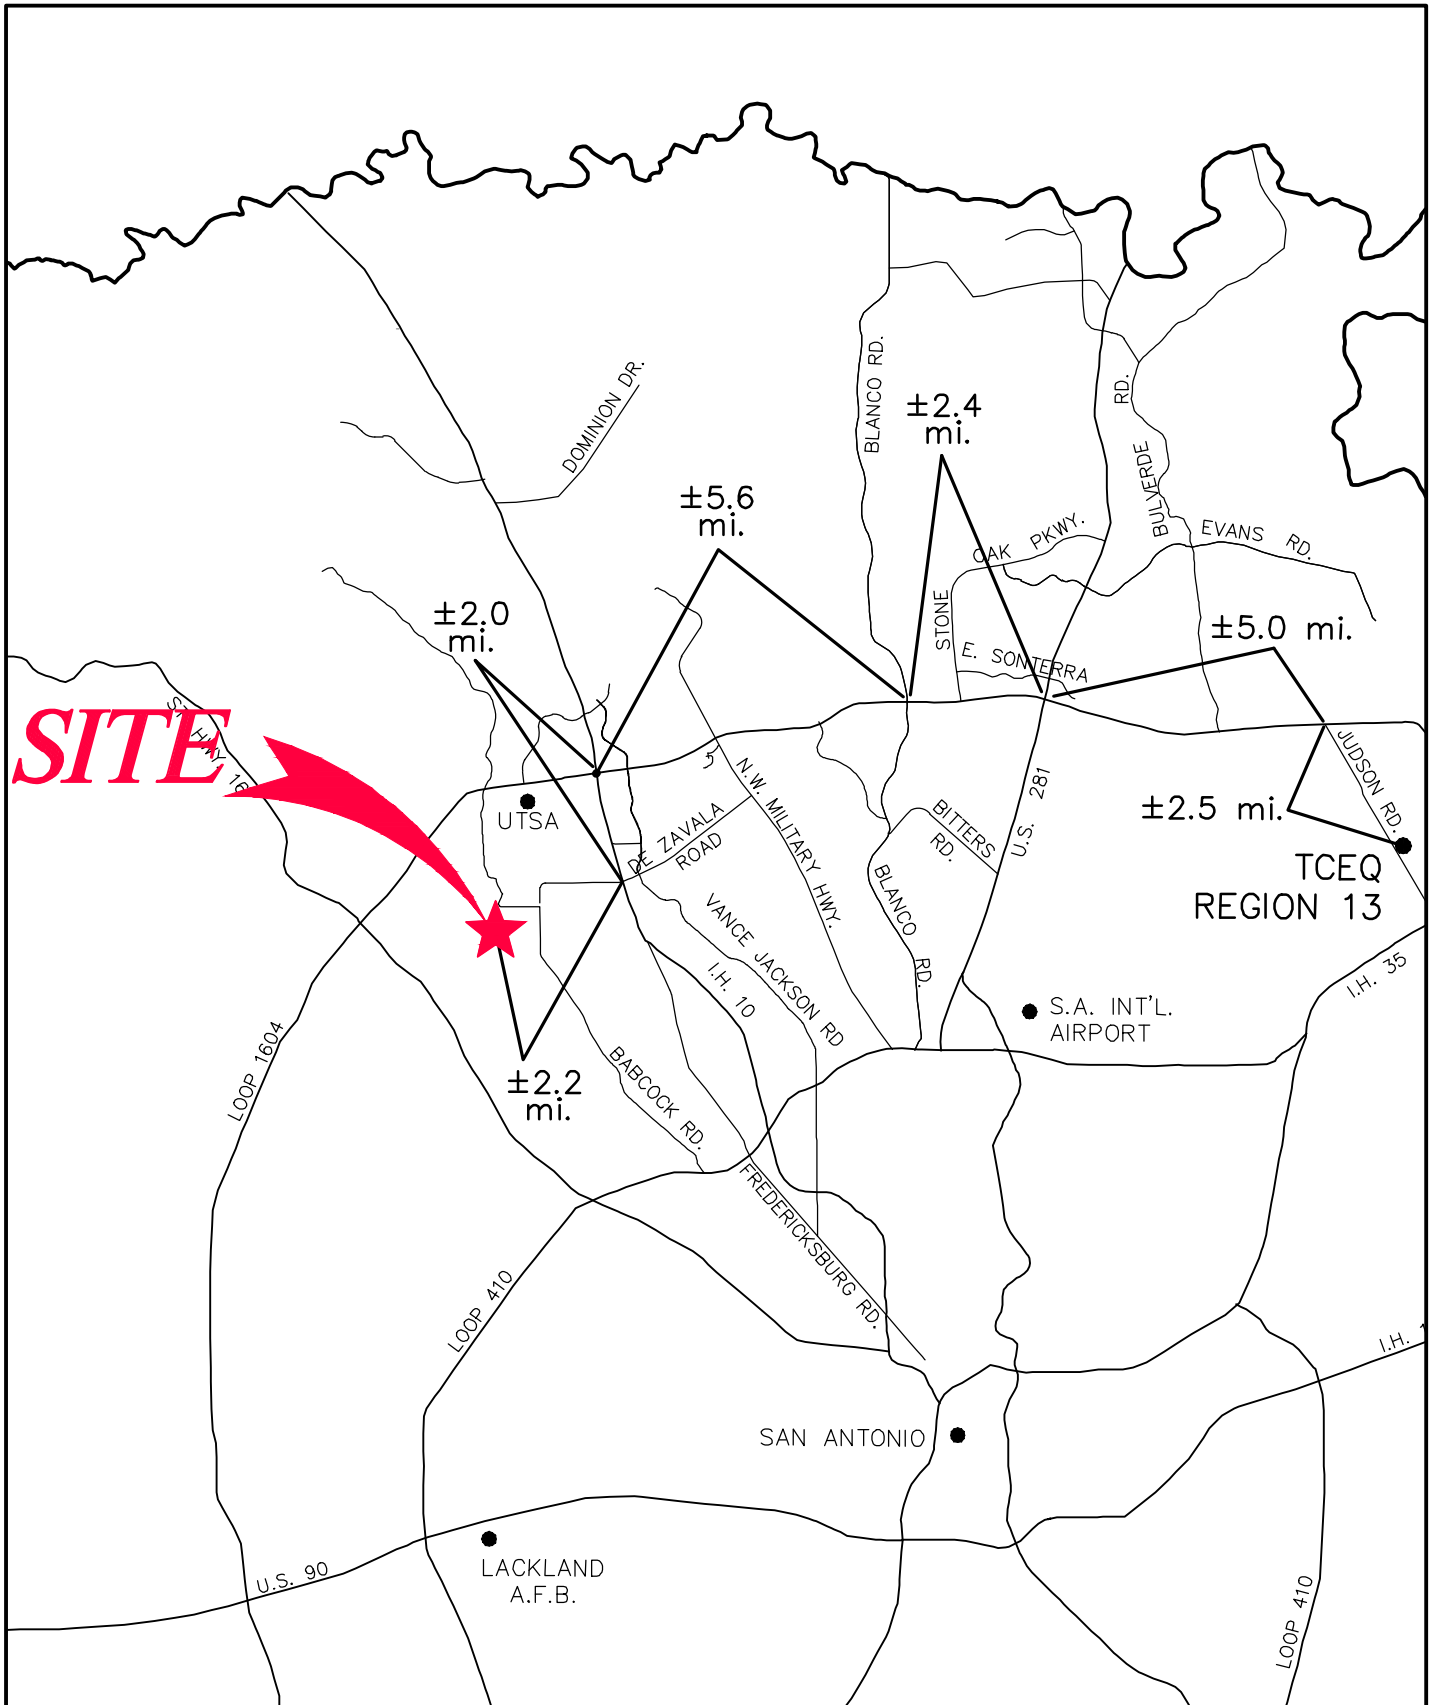 DOMINION DR.
BLANCO RD.
±2.4
mi.
RD.
BULVERDE
±5.6
mi.
OAK PKWY.
EVANS RD.
STONE
±2.0
mi.
E. SONTERRA
±5.0 mi.
SITE
ST. HWY. 16
JUDSON RD.
UTSA
N.W. MILITARY HWY.
BITTERS
RD.
U.S. 281
±2.5 mi.
DE ZAVALA
ROAD
TCEQ
REGION 13
VANCE JACKSON RD
BLANCO RD.
I.H. 10
I.H. 35
S.A. INT'L.
AIRPORT
LOOP 1604
±2.2
mi.
BABCOCK RD.
FREDERICKSBURG RD.
LOOP 410
I.H.
SAN ANTONIO
LACKLAND
A.F.B.
U.S. 90
LOOP 410